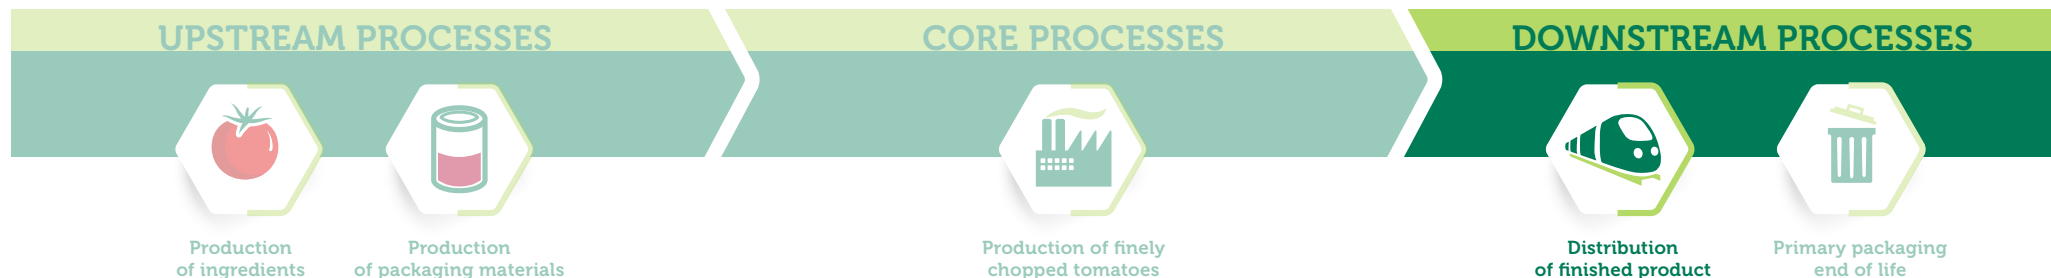 UPSTREAM PROCESSES
CORE PROCESSES
DOWNSTREAM PROCESSES
Production
of ingredients
Production
of packaging materials
Production of finely
chopped tomatoes
Distribution
of finished product
Primary packaging
end of life